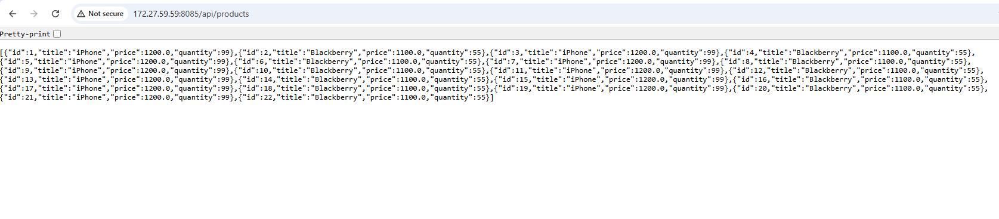 Not secure 172.27.59.59:8085/api/products
Pretty-print
[{"id":1,"title":"iPhone","price":1200.0,"quantity":99},{"id":2,"title":"Blackberry","price":1100.0,"quantity":55},{"id":3,"title":"iPhone","price":1200.0,"quantity":99},{"id":4,"title":"Blackberry","price":1100.0,"quantity":55},
{"id":5,"title":"iPhone","price":1200.0,"quantity":99},{"id":6,"title":"Blackberry","price":1100.0,"quantity":55},{"id":7,"title":"iPhone","price":1200.0,"quantity":99},{"id":8,"title":"Blackberry","price":1100.0,"quantity":55},
{"id":9,"title":"iPhone","price":1200.0,"quantity":99},{"id":10,"title":"Blackberry","price":1100.0,"quantity":55},{"id":11,"title":"iPhone","price":1200.0,"quantity":99},{"id":12,"title":"Blackberry","price":1100.0,"quantity":55},
{"id":13,"title":"iPhone","price":1200.0,"quantity":99},{"id":14,"title":"Blackberry","price":1100.0,"quantity":55},{"id":15,"title":"iPhone","price":1200.0,"quantity":99},{"id":16,"title":"Blackberry","price":1100.0,"quantity":55},
{"id":17,"title":"iPhone","price":1200.0,"quantity":99},{"id":18,"title":"Blackberry","price":1100.0,"quantity":55},{"id":19,"title":"iPhone","price":1200.0,"quantity":99},{"id":20,"title":"Blackberry","price":1100.0,"quantity":55},
{"id":21,"title":"iPhone","price":1200.0,"quantity":99},{"id":22,"title":"Blackberry","price":1100.0,"quantity":55}]